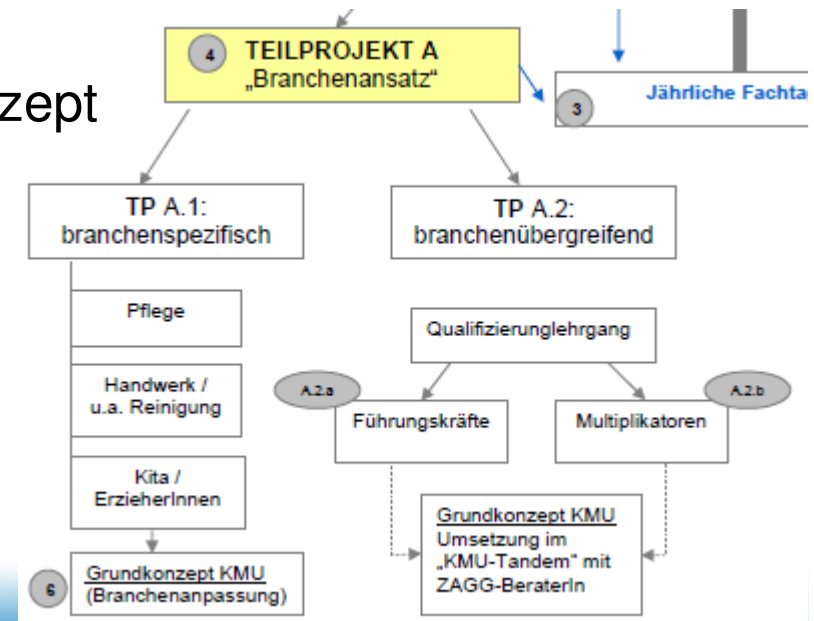 zept
4
TEILPROJEKT A
„Branchenansatz“
3
Jährliche Fachta
TP A.1:
branchenspezifisch
TP A.2:
branchenübergreifend
Pflege
Handwerk /
u.a. Reinigung
Kita /
ErzieherInnen
6
Grundkonzept KMU
(Branchenanpassung)
Qualifizierunglehrgang
A.2.a
Führungskräfte
A.2.b
Multiplikatoren
Grundkonzept KMU
Umsetzung im
„KMU-Tandem“ mit
ZAGG-BeraterIn